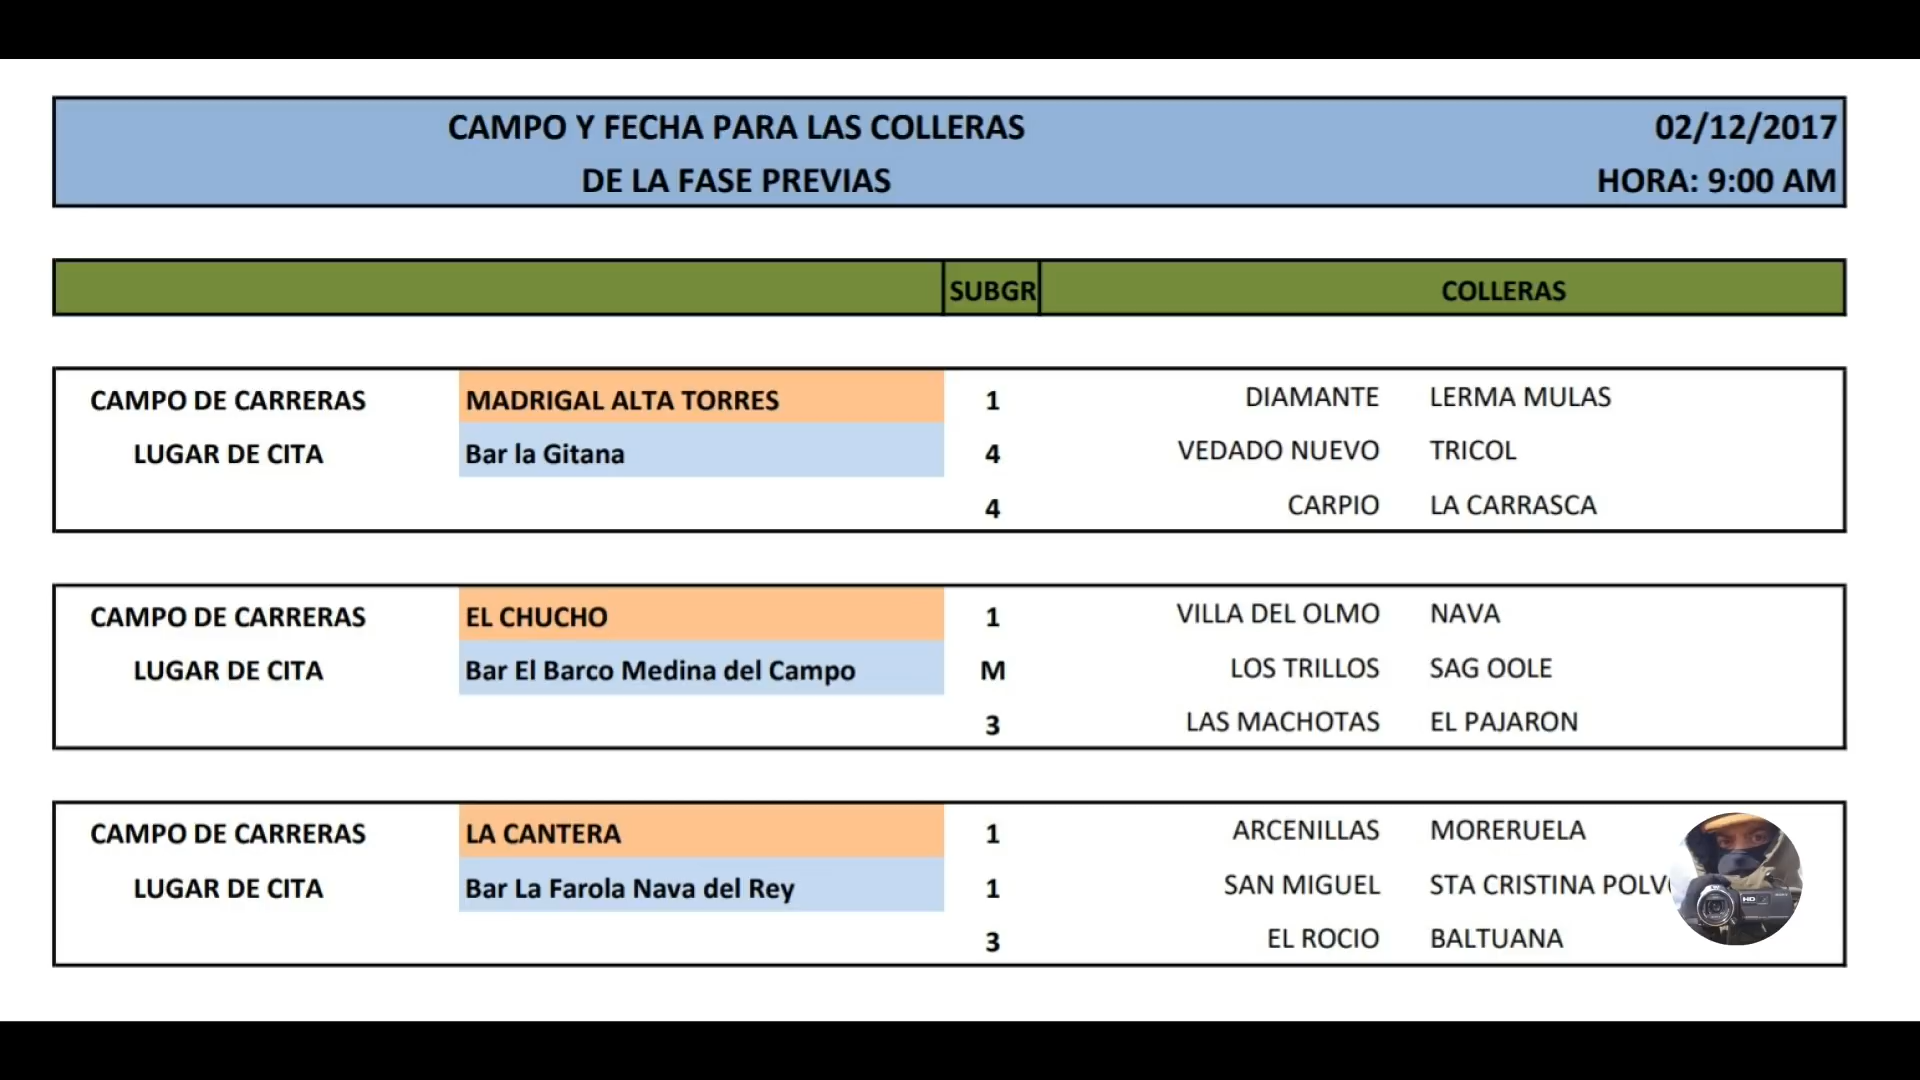 CAMPO Y FECHA PARA LAS COLLERAS 02/12/2017
DE LA FASE PREVIAS HORA: 9:00 AM
SUBGR COLLERAS
CAMPO DE CARRERAS MADRIGAL ALTA TORRES 1 DIAMANTE LERMA MULAS
LUGAR DE CITA Bar la Gitana 4 VEDADO NUEVO TRICOL
4 CARPIO LA CARRASCA
CAMPO DE CARRERAS EL CHUCHO 1 VILLA DEL OLMO NAVA
LUGAR DE CITA Bar El Barco Medina del Campo M LOS TRILLOS SAG OOLE
3 LAS MACHOTAS EL PAJARON
CAMPO DE CARRERAS LA CANTERA 1 ARCENILLAS MORERUELA
LUGAR DE CITA Bar La Farola Nava del Rey 1 SAN MIGUEL STA CRISTINA
3 EL ROCIO BALTUANA